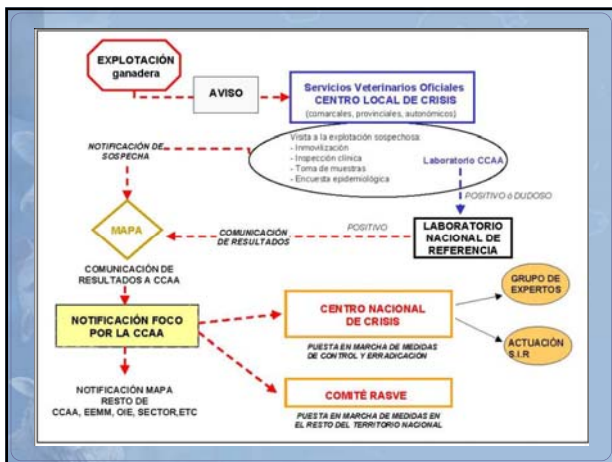 EXPLOTACIÓN
ganadera
AVISO
Servicios Veterinarios Oficiales
CENTRO LOCAL DE CRISIS
(comarcales, provinciales, autonómicos)
Visita a la explotación sospechosa:
- Inmovilización
- Inspección clínica
- Toma de muestras
- Encuesta epidemiológica
Laboratorio CCAA
NOTIFICACIÓN DE
SOSPECHA
POSITIVO ó DUDOSO
MAPA
COMUNICACIÓN
DE RESULTADOS
POSITIVO
LABORATORIO
NACIONAL DE
REFERENCIA
COMUNICACIÓN DE
RESULTADOS A CCAA
NOTIFICACIÓN FOCO
POR LA CCAA
CENTRO NACIONAL
DE CRISIS
PUESTA EN MARCHA DE MEDIDAS
DE CONTROL Y ERRADICACIÓN
GRUPO DE
EXPERTOS
ACTUACIÓN
S.I.R
NOTIFICACIÓN MAPA
RESTO DE
CCAA, EEMM, OIE, SECTOR,ETC
COMITÉ RASVE
PUESTA EN MARCHA DE MEDIDAS EN
EL RESTO DEL TERRITORIO NACIONAL